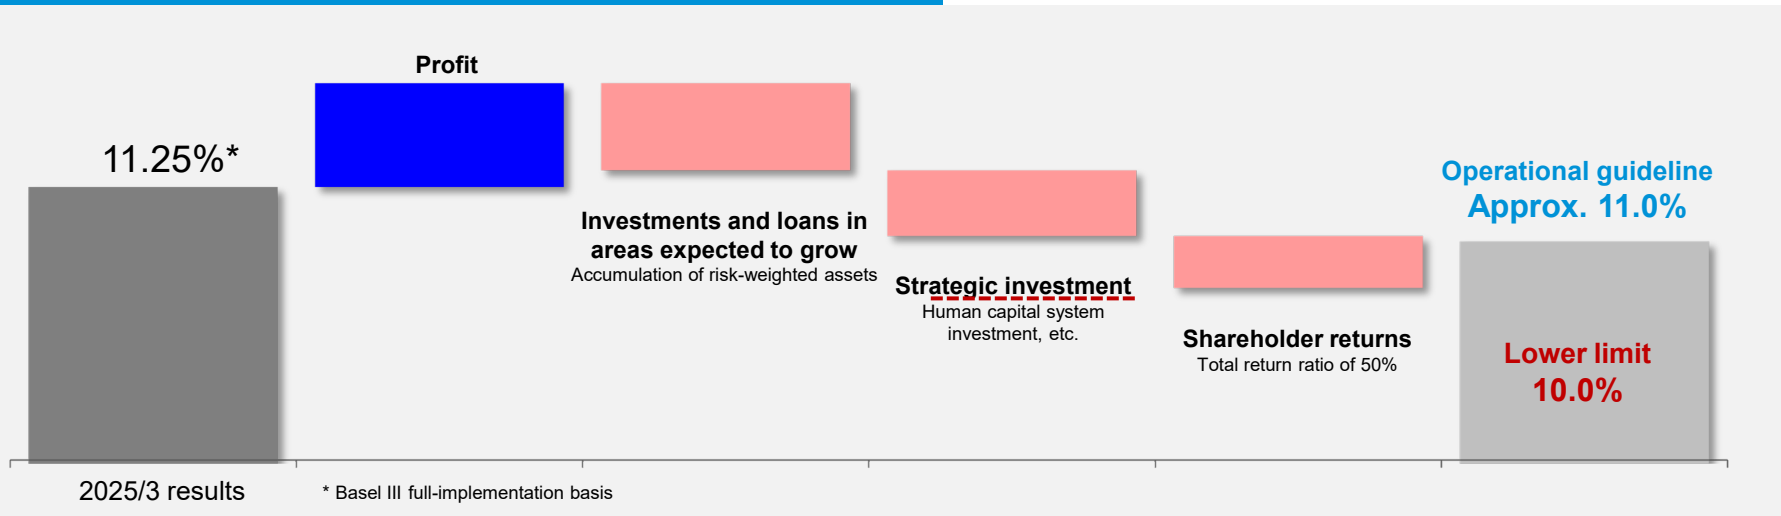 Profit
11.25%*
Investments and loans in
areas expected to grow
Accumulation of risk-weighted assets
Strategic investment
Human capital system
investment, etc.
Shareholder returns
Total return ratio of 50%
Operational guideline
Approx. 11.0%
Lower limit
10.0%
2025/3 results
* Basel III full-implementation basis